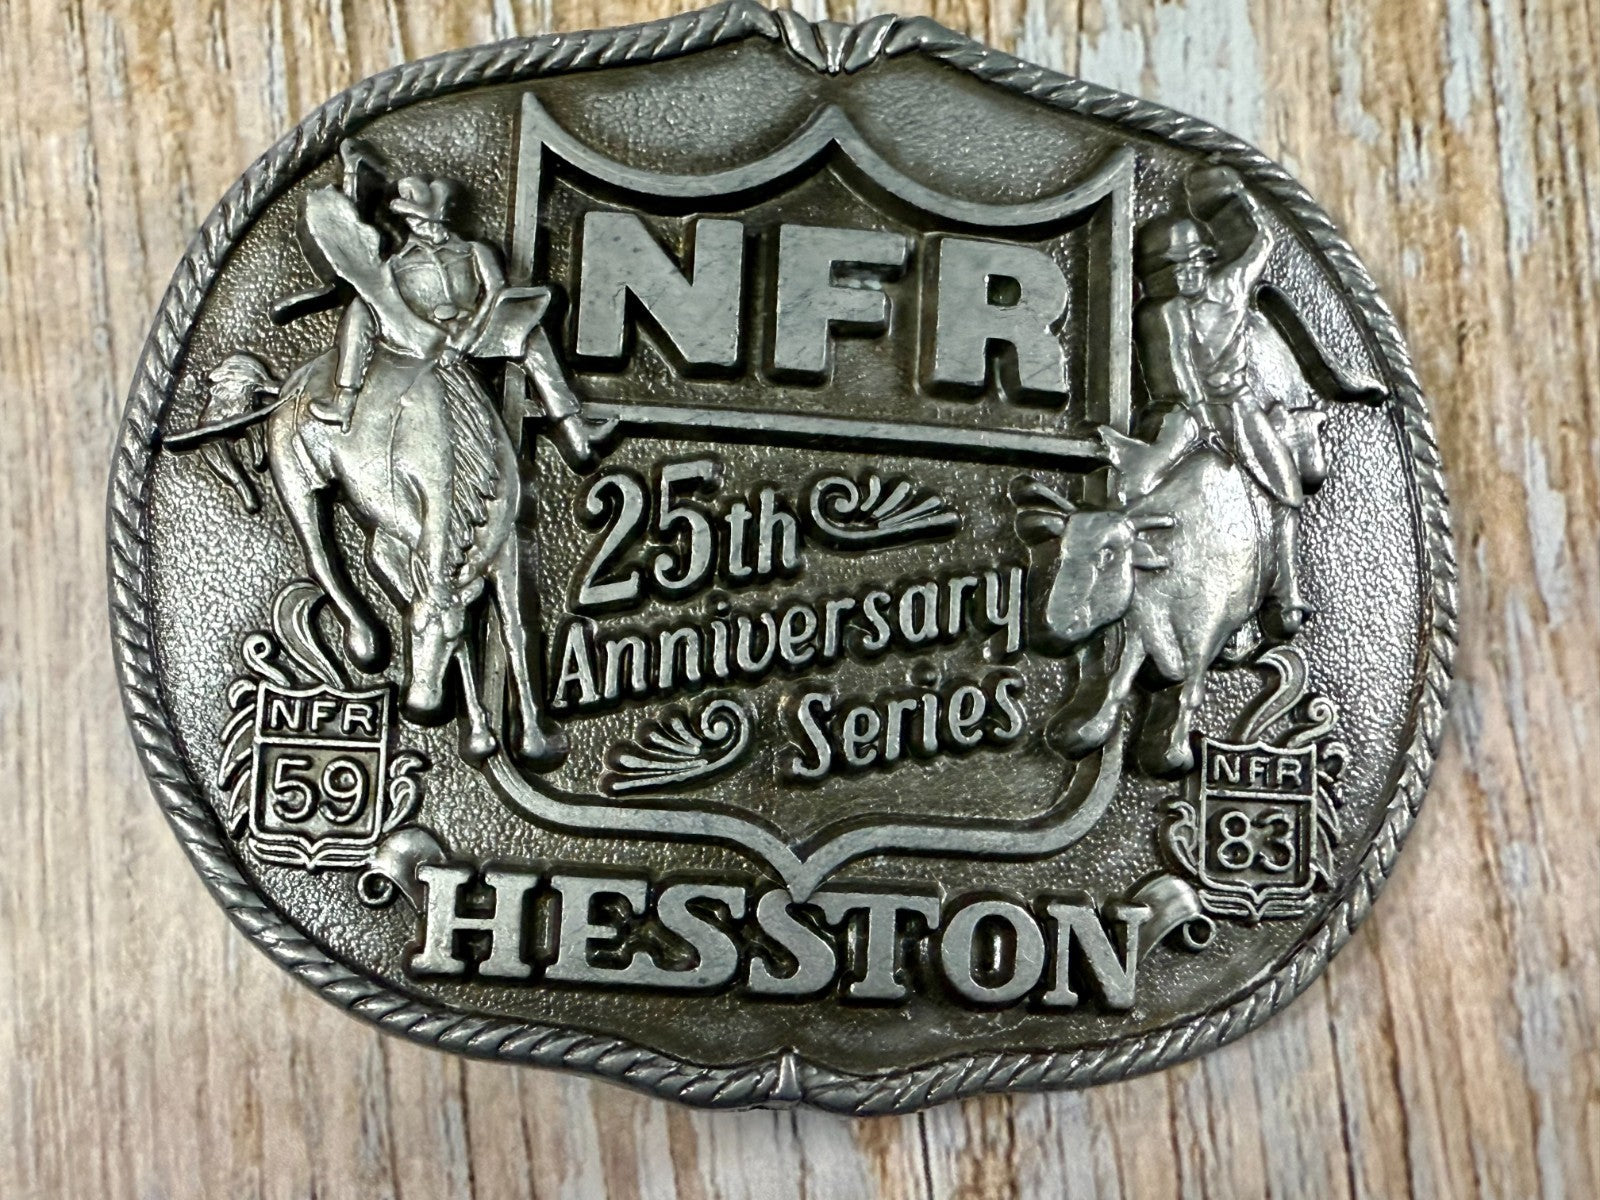 NFR
25th
Anniversary
Series
NFR
59
NFR
83
HESSTON